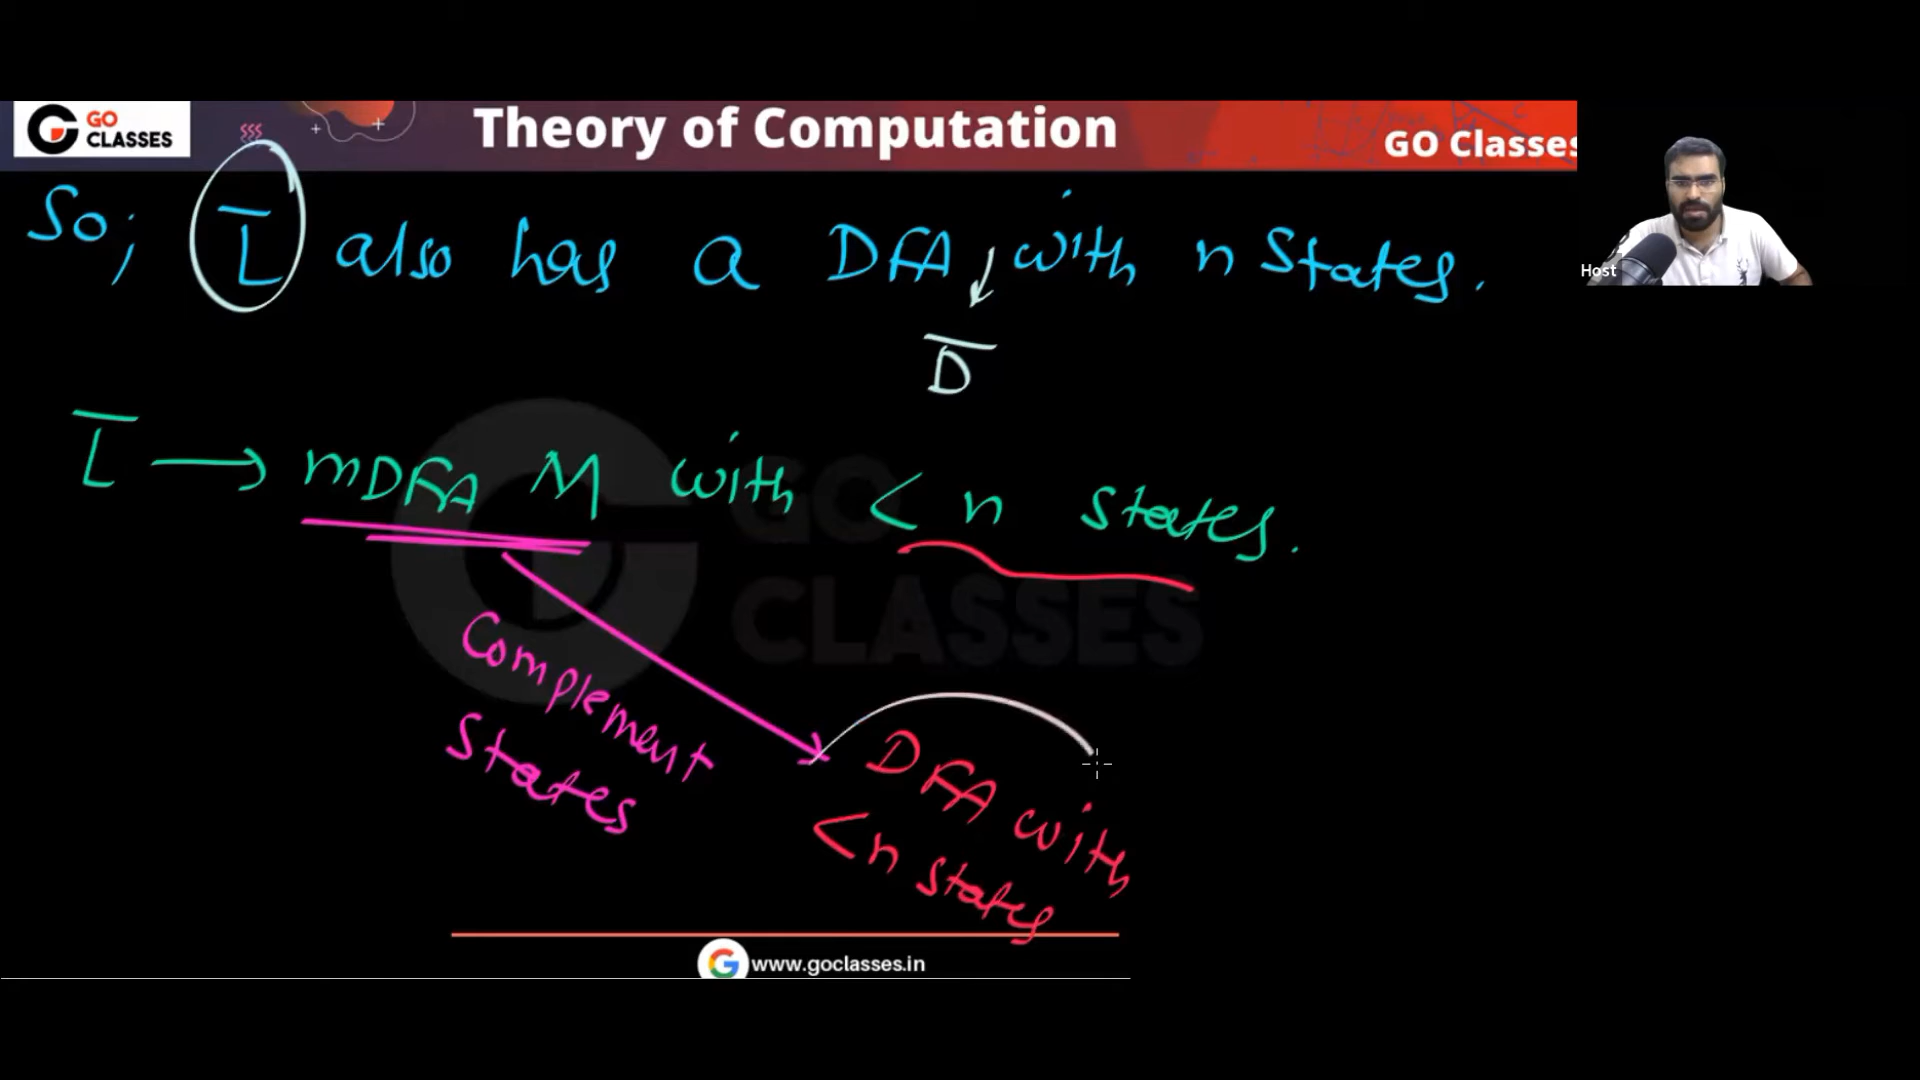 GO CLASSES
Theory of Computation
GO Classes
So; L̅ also has a DFA with n States.
D̅
Host
L̅ → mDFA M with < n States.
GO
CLASSES
Complement
States
DFA with
< n States
www.goclasses.in